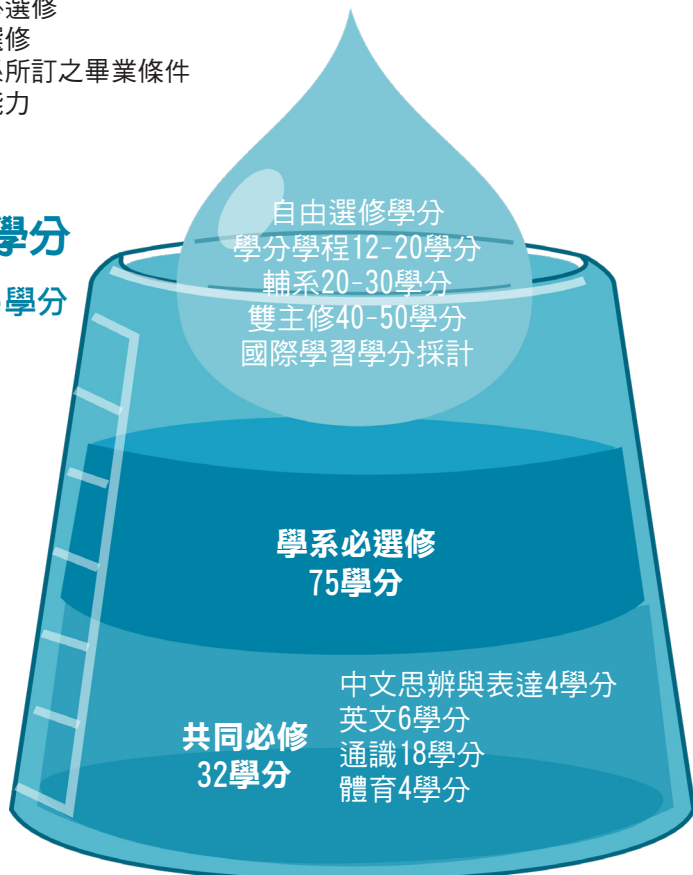 選修
選修
所訂之畢業條件
能力
學分
學分
自由選修學分
學分學程12-20學分
輔系20-30學分
雙主修40-50學分
國際學習學分採計
學系必選修
75學分
中文思辨與表達4學分
英文6學分
通識18學分
體育4學分
共同必修
32學分